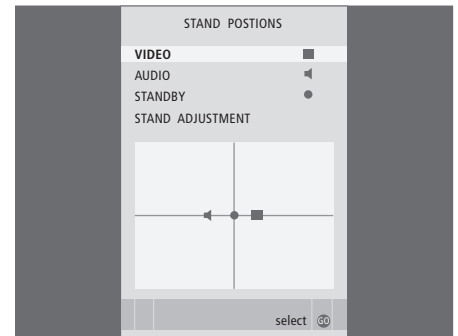 STAND POSTIONS
VIDEO
AUDIO
STANDBY
STAND ADJUSTMENT
select GO